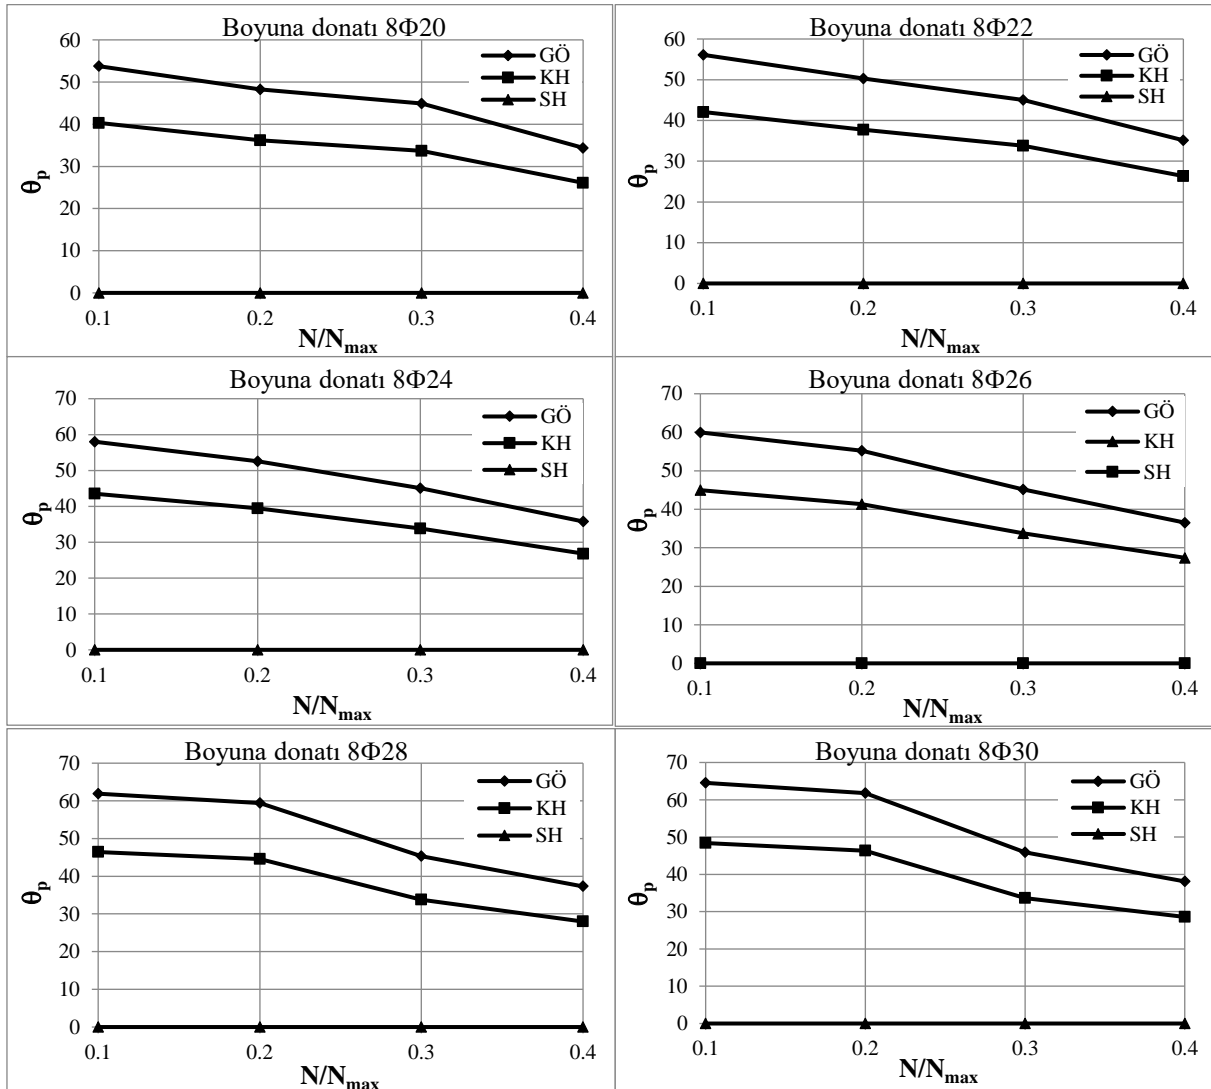 Boyuna donatı 8Φ20
60
50
40
30
20
10
0
θp
0.1 0.2 0.3 0.4
N/Nmax
GÖ
KH
SH
Boyuna donatı 8Φ22
60
50
40
30
20
10
0
θp
0.1 0.2 0.3 0.4
N/Nmax
GÖ
KH
SH
Boyuna donatı 8Φ24
70
60
50
40
30
20
10
0
θp
0.1 0.2 0.3 0.4
N/Nmax
GÖ
KH
SH
Boyuna donatı 8Φ26
70
60
50
40
30
20
10
0
θp
0.1 0.2 0.3 0.4
N/Nmax
GÖ
KH
SH
Boyuna donatı 8Φ28
70
60
50
40
30
20
10
0
θp
0.1 0.2 0.3 0.4
N/Nmax
GÖ
KH
SH
Boyuna donatı 8Φ30
70
60
50
40
30
20
10
0
θp
0.1 0.2 0.3 0.4
N/Nmax
GÖ
KH
SH